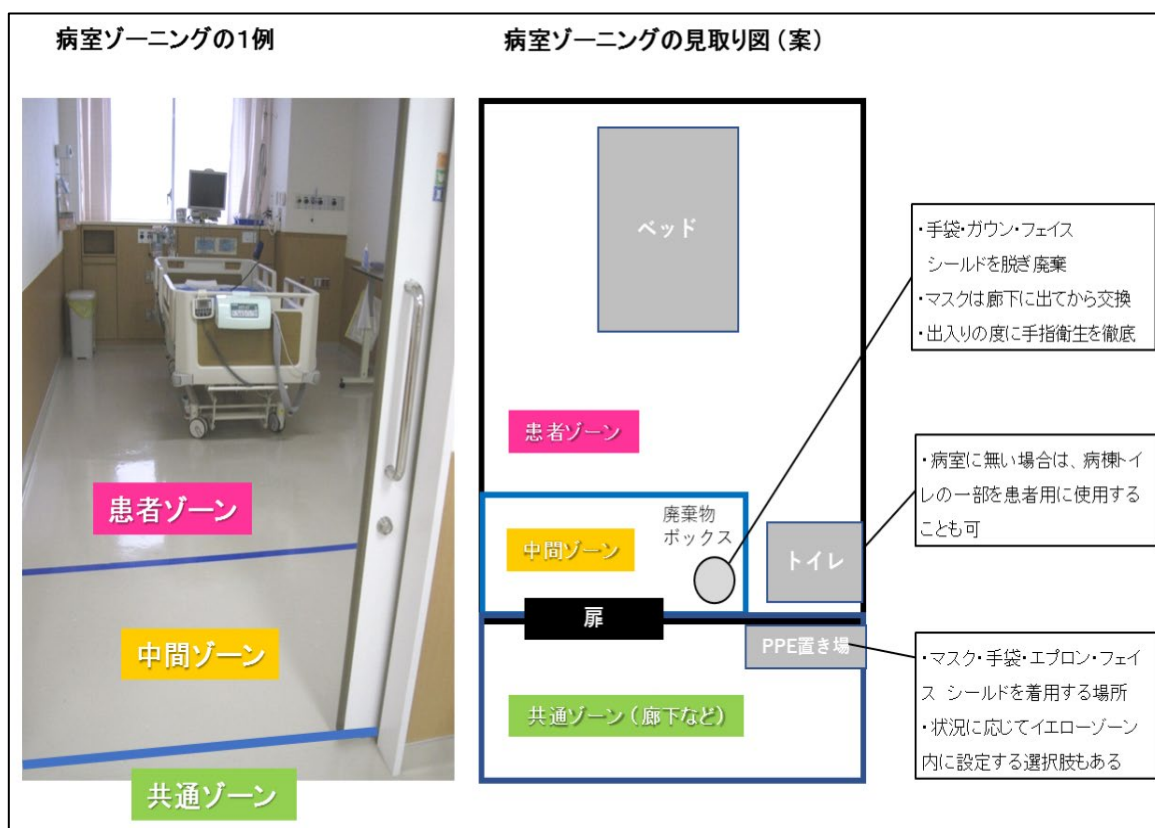 病室ゾーニングの1例
患者ゾーン
中間ゾーン
共通ゾーン
病室ゾーニングの見取り図（案）
ベッド
患者ゾーン
廃棄物
ボックス
中間ゾーン
トイレ
扉
PPE置き場
共通ゾーン（廊下など）
・手袋・ガウン・フェイス
シールドを脱ぎ廃棄
・マスクは廊下に出てから交換
・出入りの度に手指衛生を徹底
・病室に無い場合は、病棟トイ
レの一部を患者用に使用する
ことも可
・マスク・手袋・エプロン・フェイ
ス シールドを着用する場所
・状況に応じてイエローゾーン
内に設定する選択肢もある